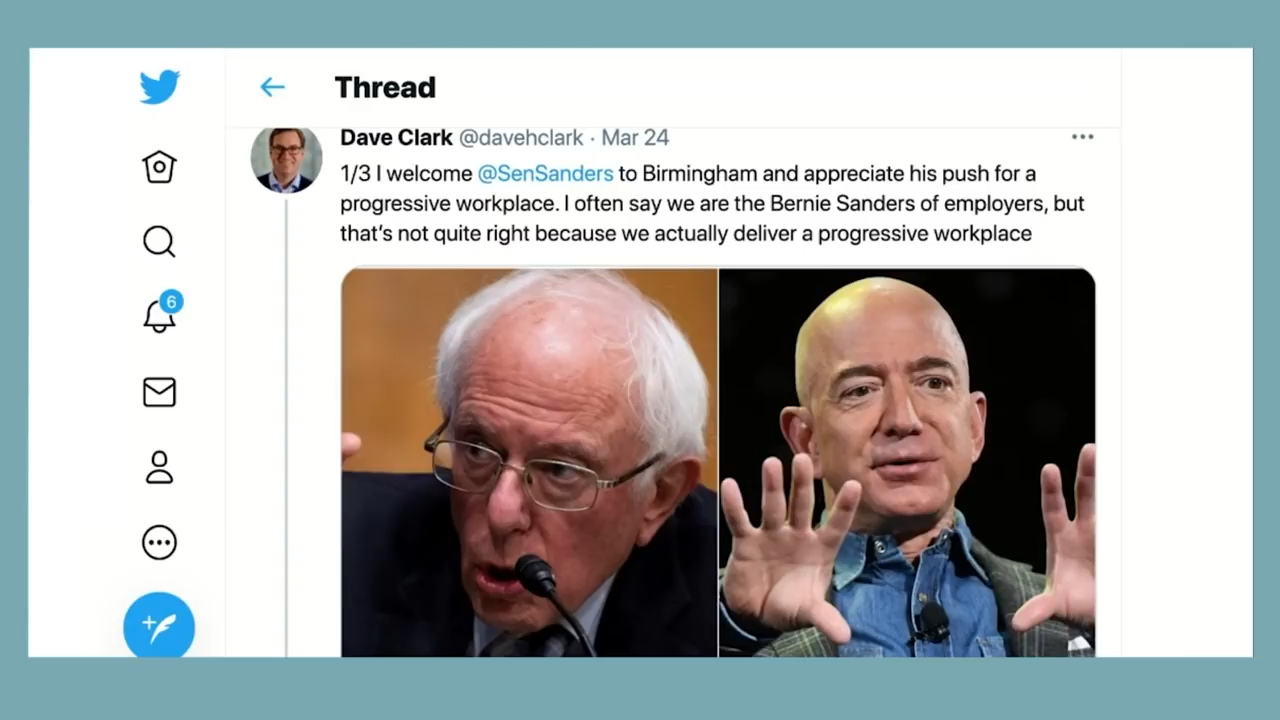 Thread
Dave Clark @davehclark · Mar 24
1/3 I welcome @SenSanders to Birmingham and appreciate his push for a
progressive workplace. I often say we are the Bernie Sanders of employers, but
that’s not quite right because we actually deliver a progressive workplace
6